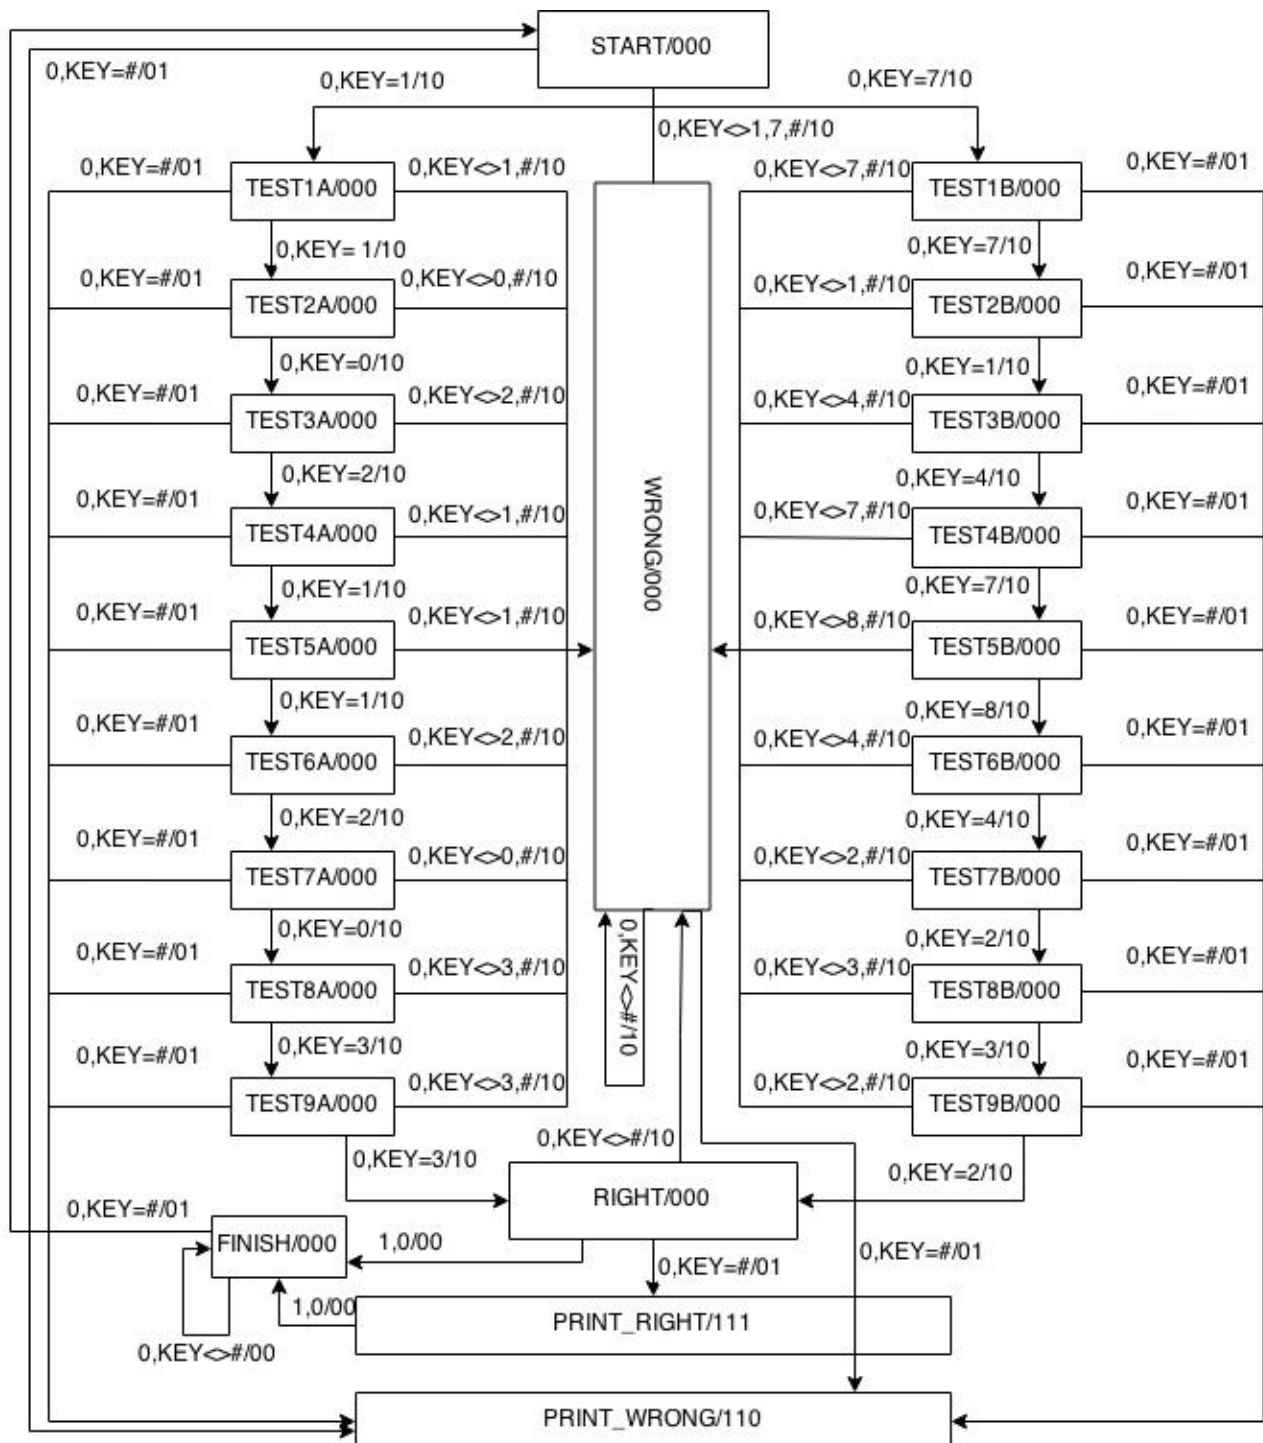 START/000
0,KEY=#/01
0,KEY=1/10
0,KEY=7/10
0,KEY<>1,7,#/10
0,KEY=#/01
TEST1A/000
0,KEY<>1,#/10
0,KEY<>7,#/10
TEST1B/000
0,KEY=#/01
0,KEY= 1/10
0,KEY=7/10
0,KEY=#/01
TEST2A/000
0,KEY<>0,#/10
0,KEY<>1,#/10
TEST2B/000
0,KEY=#/01
0,KEY=0/10
0,KEY=1/10
0,KEY=#/01
TEST3A/000
0,KEY<>2,#/10
0,KEY<>4,#/10
TEST3B/000
0,KEY=#/01
0,KEY=2/10
0,KEY=4/10
WRONG/000
0,KEY=#/01
TEST4A/000
0,KEY<>1,#/10
0,KEY<>7,#/10
TEST4B/000
0,KEY=#/01
0,KEY=1/10
0,KEY=7/10
0,KEY=#/01
TEST5A/000
0,KEY<>1,#/10
0,KEY<>8,#/10
TEST5B/000
0,KEY=#/01
0,KEY=1/10
0,KEY=8/10
0,KEY=#/01
TEST6A/000
0,KEY<>2,#/10
0,KEY<>4,#/10
TEST6B/000
0,KEY=#/01
0,KEY=2/10
0,KEY=4/10
0,KEY=#/01
TEST7A/000
0,KEY<>0,#/10
0,KEY<>2,#/10
TEST7B/000
0,KEY=#/01
0,KEY=0/10
0,KEY=2/10
0,KEY<>#/10
0,KEY=#/01
TEST8A/000
0,KEY<>3,#/10
0,KEY<>3,#/10
TEST8B/000
0,KEY=#/01
0,KEY=3/10
0,KEY=3/10
0,KEY=#/01
TEST9A/000
0,KEY<>3,#/10
0,KEY<>2,#/10
TEST9B/000
0,KEY=#/01
0,KEY=3/10
0,KEY<>#/10
0,KEY=2/10
RIGHT/000
0,KEY=#/01
FINISH/000
1,0/00
0,KEY=#/01
0,KEY=#/01
1,0/00
PRINT_RIGHT/111
0,KEY<>#/00
PRINT_WRONG/110